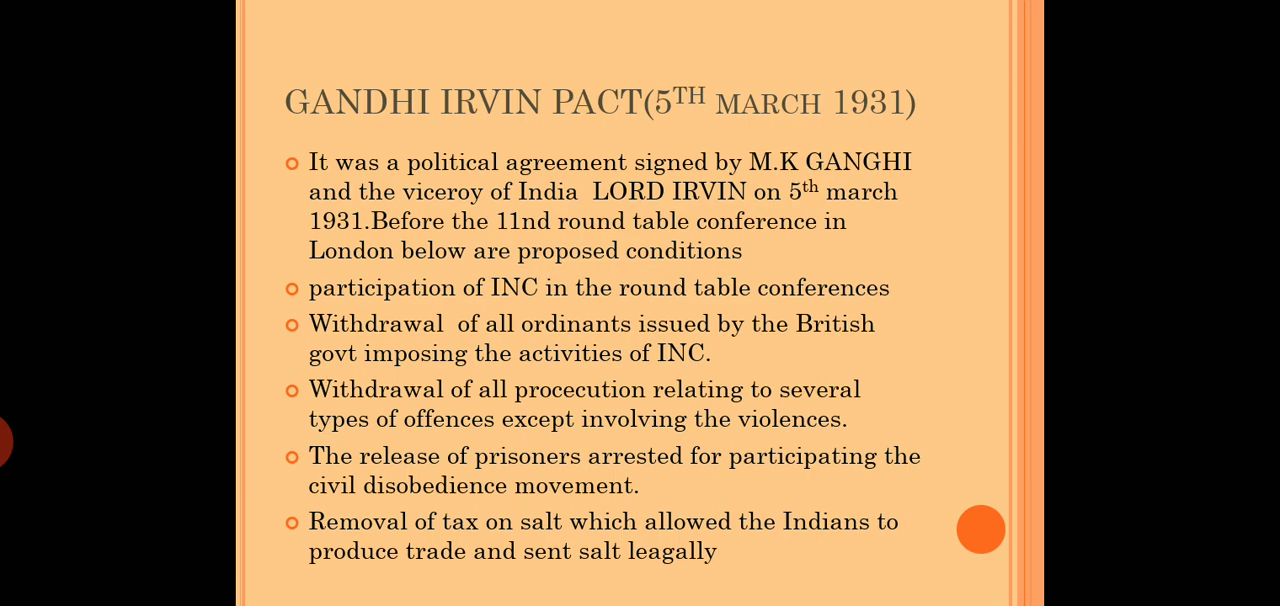 GANDHI IRVIN PACT(5TH MARCH 1931)
It was a political agreement signed by M.K GANGHI
and the viceroy of India  LORD IRVIN on 5th march
1931.Before the 11nd round table conference in
London below are proposed conditions
participation of INC in the round table conferences
Withdrawal  of all ordinants issued by the British
govt imposing the activities of INC.
Withdrawal of all procecution relating to several
types of offences except involving the violences.
The release of prisoners arrested for participating the
civil disobedience movement.
Removal of tax on salt which allowed the Indians to
produce trade and sent salt leagally